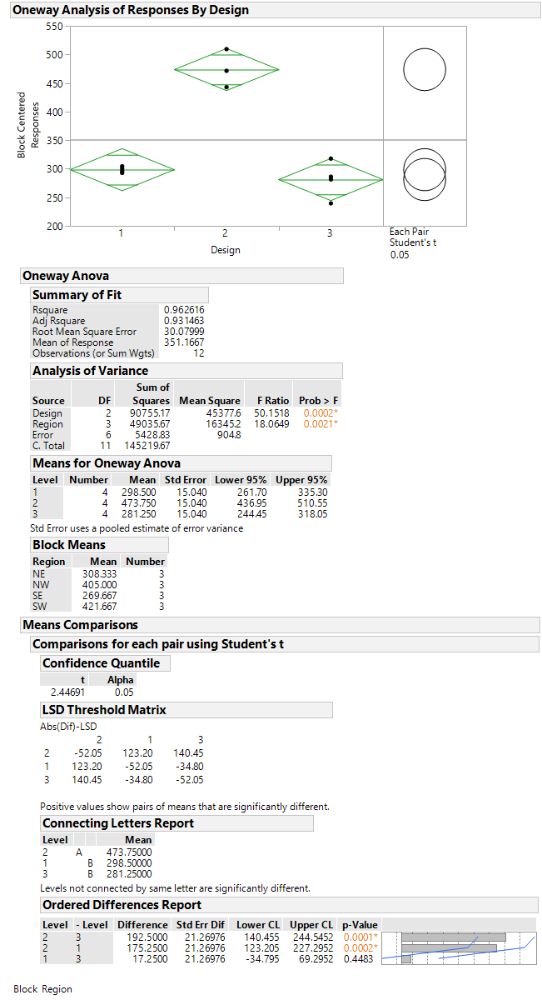 Oneway Analysis of Responses By Design
550
500
450
400
350
300
250
200
Block Centered
Responses
1 2 3
Design
Each Pair
Student's t
0.05
Oneway Anova
Summary of Fit
Rsquare 0.962616
Adj Rsquare 0.931463
Root Mean Square Error 30.07999
Mean of Response 351.1667
Observations (or Sum Wgts) 12
Analysis of Variance
Source DF Sum of Squares Mean Square F Ratio Prob > F
Design 2 90755.17 45377.6 50.1518 0.0002*
Region 3 49035.67 16345.2 18.0649 0.0021*
Error 6 5428.83 904.8
C. Total 11 145219.67
Means for Oneway Anova
Level Number Mean Std Error Lower 95% Upper 95%
1 4 298.500 15.040 261.70 335.30
2 4 473.750 15.040 436.95 510.55
3 4 281.250 15.040 244.45 318.05
Std Error uses a pooled estimate of error variance
Block Means
Region Mean Number
NE 308.333 3
NW 405.000 3
SE 269.667 3
SW 421.667 3
Means Comparisons
Comparisons for each pair using Student's t
Confidence Quantile
t Alpha
2.44691 0.05
LSD Threshold Matrix
Abs(Dif)-LSD
2 1 3
2 -52.05 123.20 140.45
1 123.20 -52.05 -34.80
3 140.45 -34.80 -52.05
Positive values show pairs of means that are significantly different.
Connecting Letters Report
Level Mean
2 A 473.75000
1 B 298.50000
3 B 281.25000
Levels not connected by same letter are significantly different.
Ordered Differences Report
Level - Level Difference Std Err Dif Lower CL Upper CL p-Value
2 3 192.5000 21.26976 140.455 244.5452 0.0001*
2 1 175.2500 21.26976 123.205 227.2952 0.0002*
1 3 17.2500 21.26976 -34.795 69.2952 0.4483
Block Region